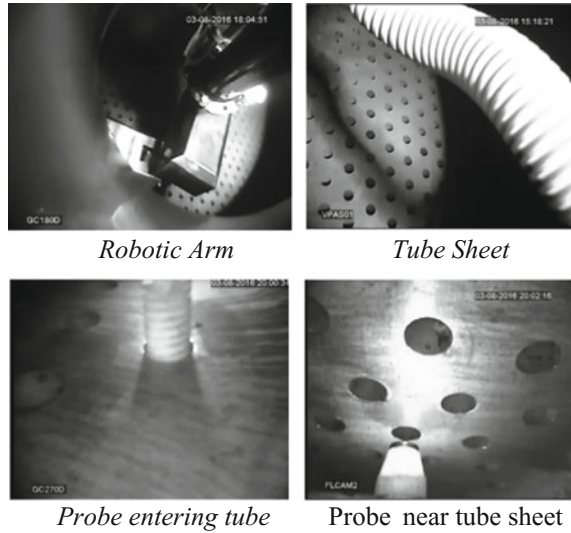 03-08-2016 18:04:51
GC180D
03-08-2016 15:18:21
VPAS01
Robotic Arm
Tube Sheet
03-08-2016 20:00:34
GC270D
03-08-2016 20:02:16
FLCAM2
Probe entering tube
Probe near tube sheet